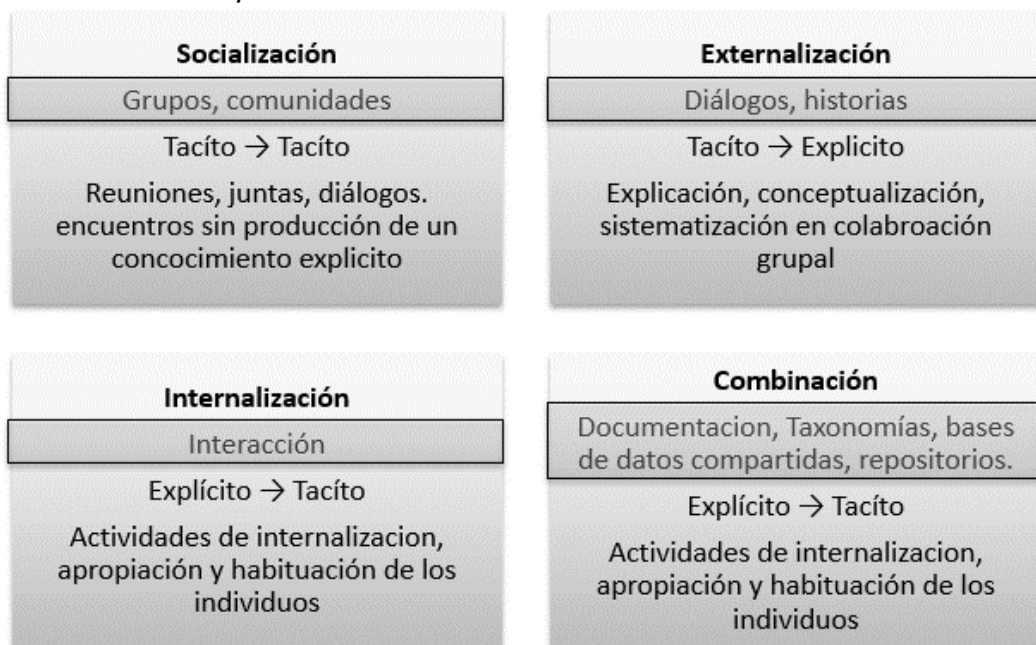 Socialización
Grupos, comunidades
Tacíto → Tacíto
Reuniones, juntas, diálogos.
encuentros sin producción de un
concocimiento explicito
Externalización
Diálogos, historias
Tacíto → Explicito
Explicación, conceptualización,
sistematización en colabroación
grupal
Internalización
Interacción
Explícito → Tacíto
Actividades de internalizacion,
apropiación y habituación de los
individuos
Combinación
Documentacion, Taxonomías, bases
de datos compartidas, repositorios.
Explícito → Tacíto
Actividades de internalizacion,
apropiación y habituación de los
individuos